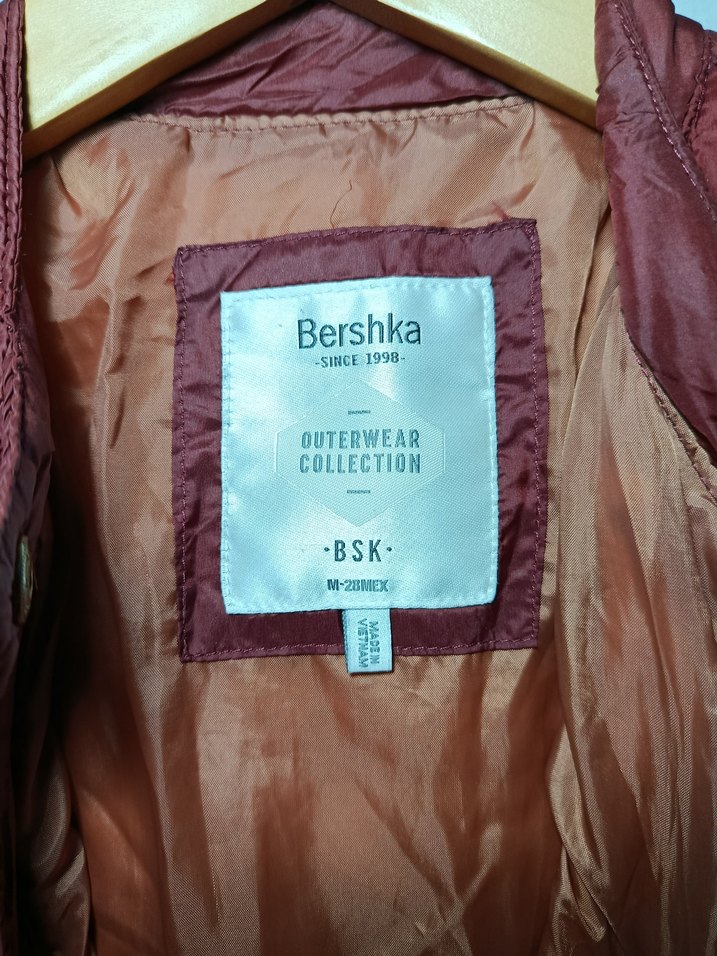 Bershka
-SINCE 1998-
OUTERWEAR
COLLECTION
·BSK·
M-28MEX
MADE IN
VIETNAM